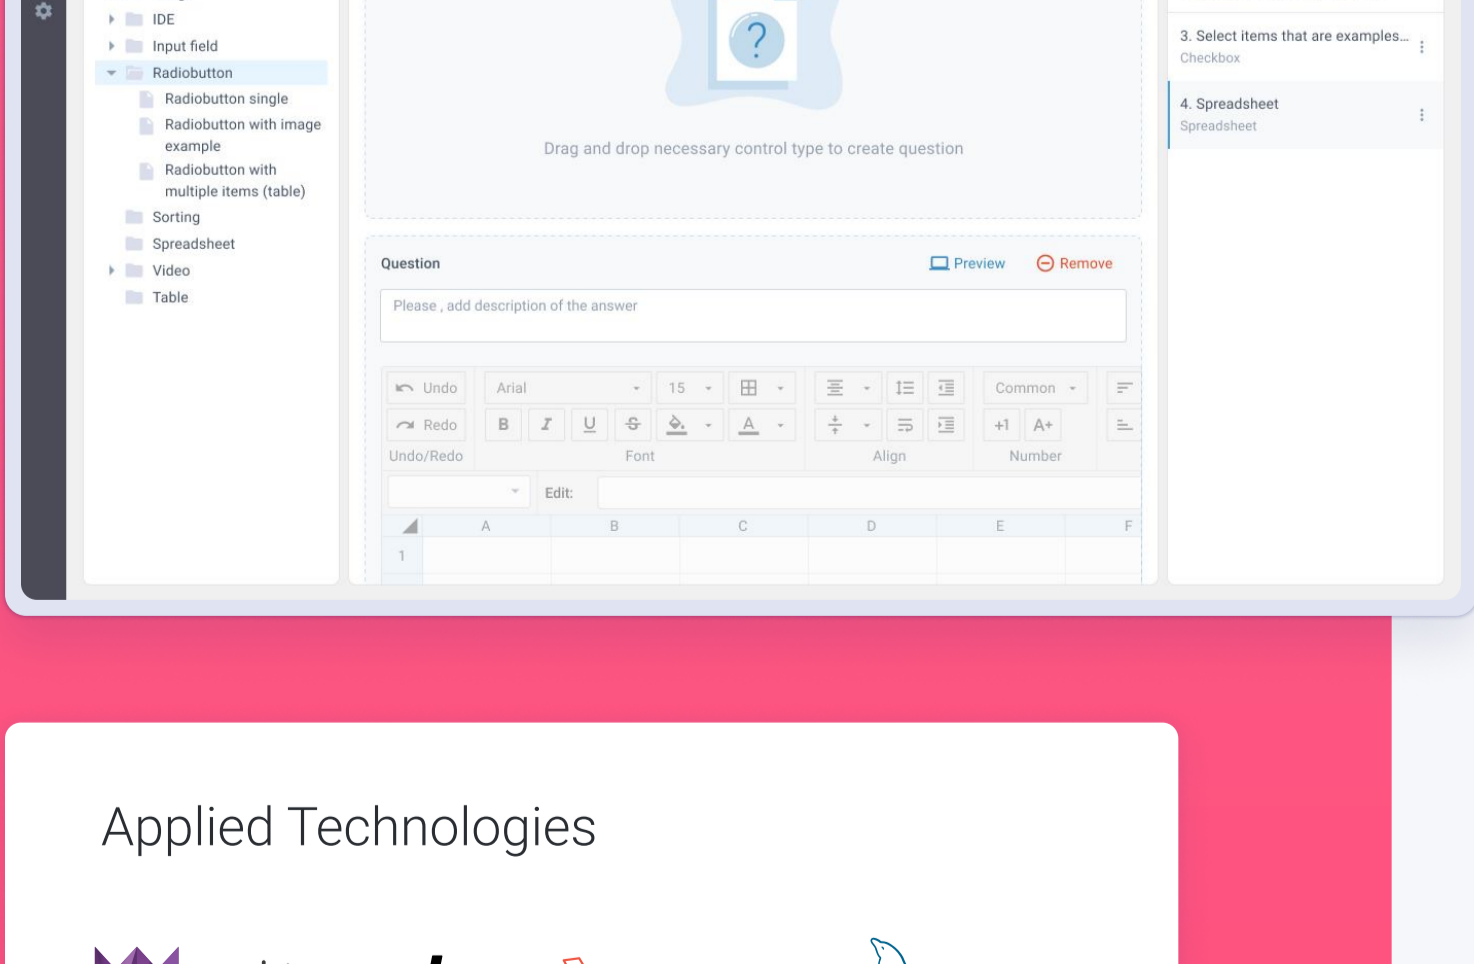 IDE
Input field
Radiobutton
Radiobutton single
Radiobutton with image
example
Radiobutton with
multiple items (table)
Sorting
Spreadsheet
Video
Table
?
Drag and drop necessary control type to create question
Question
Preview
Remove
Please , add description of the answer
Undo
Arial
15
Common
Redo
B
I
U
S
A
+1
A+
Undo/Redo
Font
Align
Number
Edit:
A B C D E F
1
3. Select items that are examples...
Checkbox
4. Spreadsheet
Spreadsheet
Applied Technologies